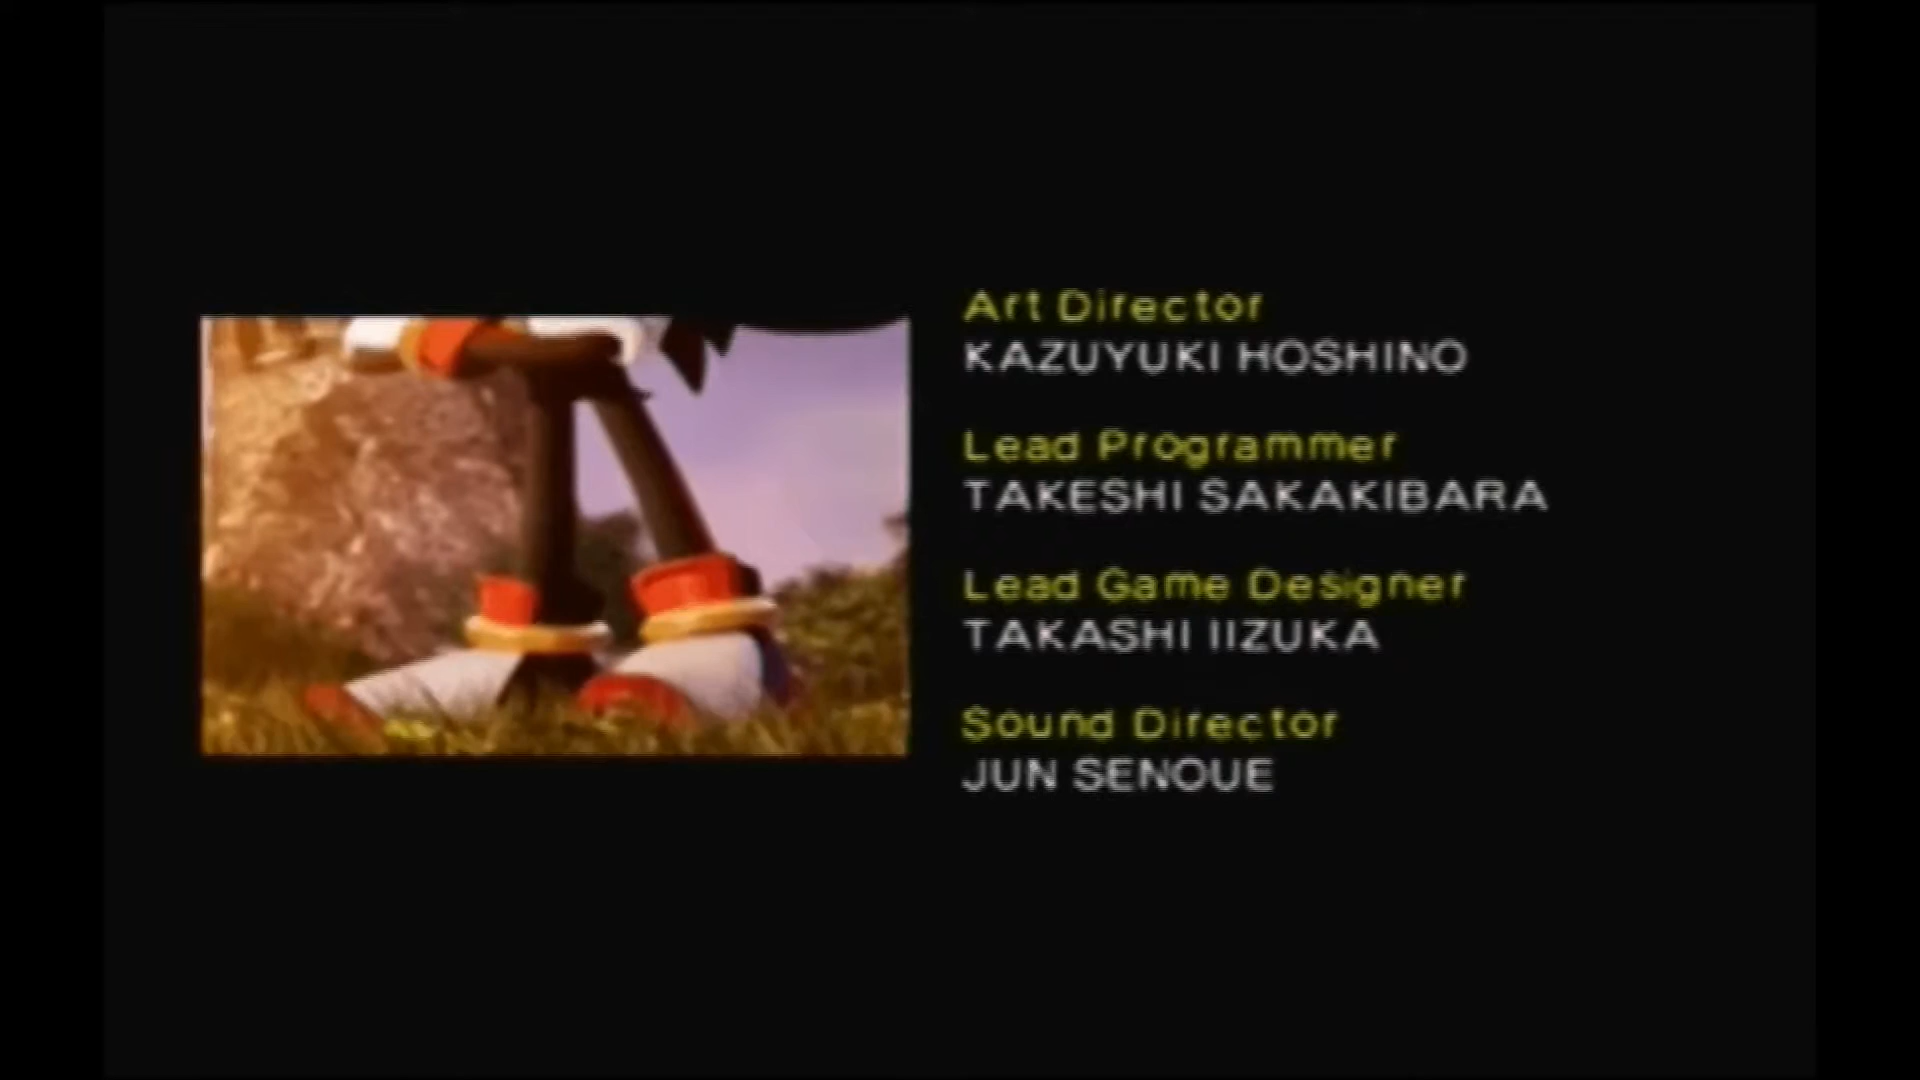 Art Director
KAZUYUKI HOSHINO
Lead Programmer
TAKESHI SAKAKIBARA
Lead Game Designer
TAKASHI IIZUKA
Sound Director
JUN SENOUE